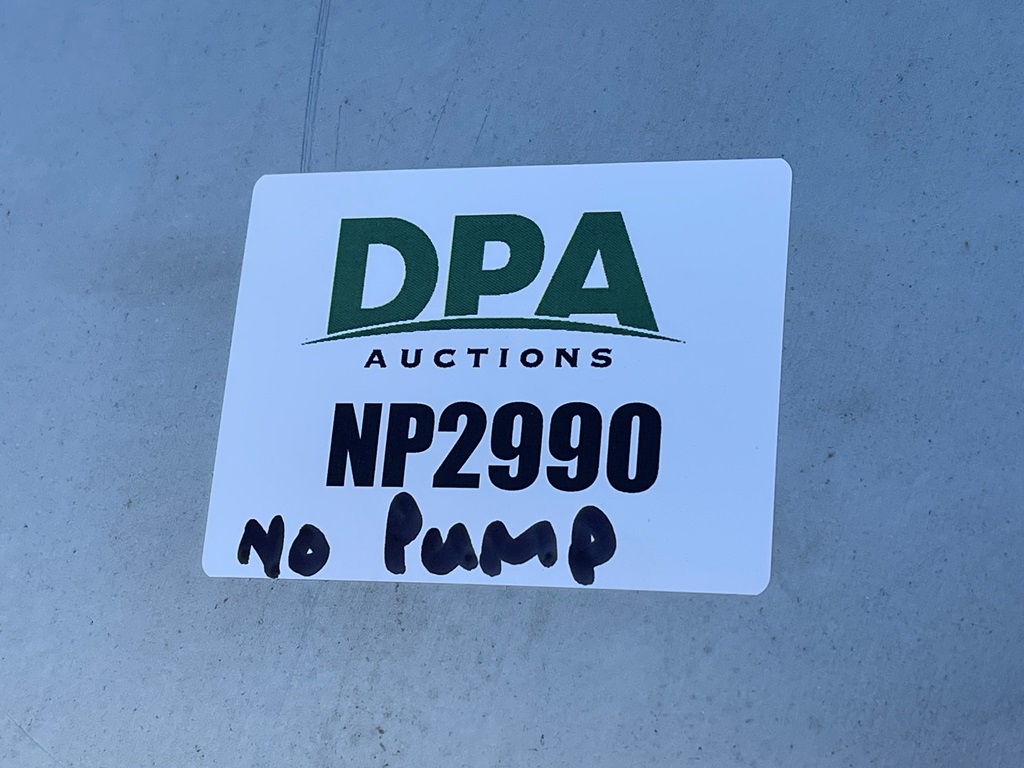 DPA
AUCTIONS
NP2990
NO PUMP